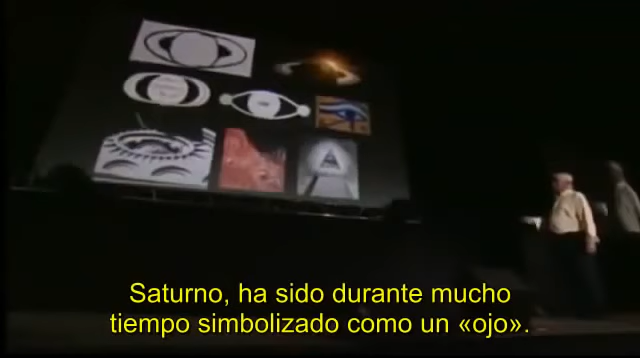 Saturno, ha sido durante mucho
tiempo simbolizado como un «ojo».